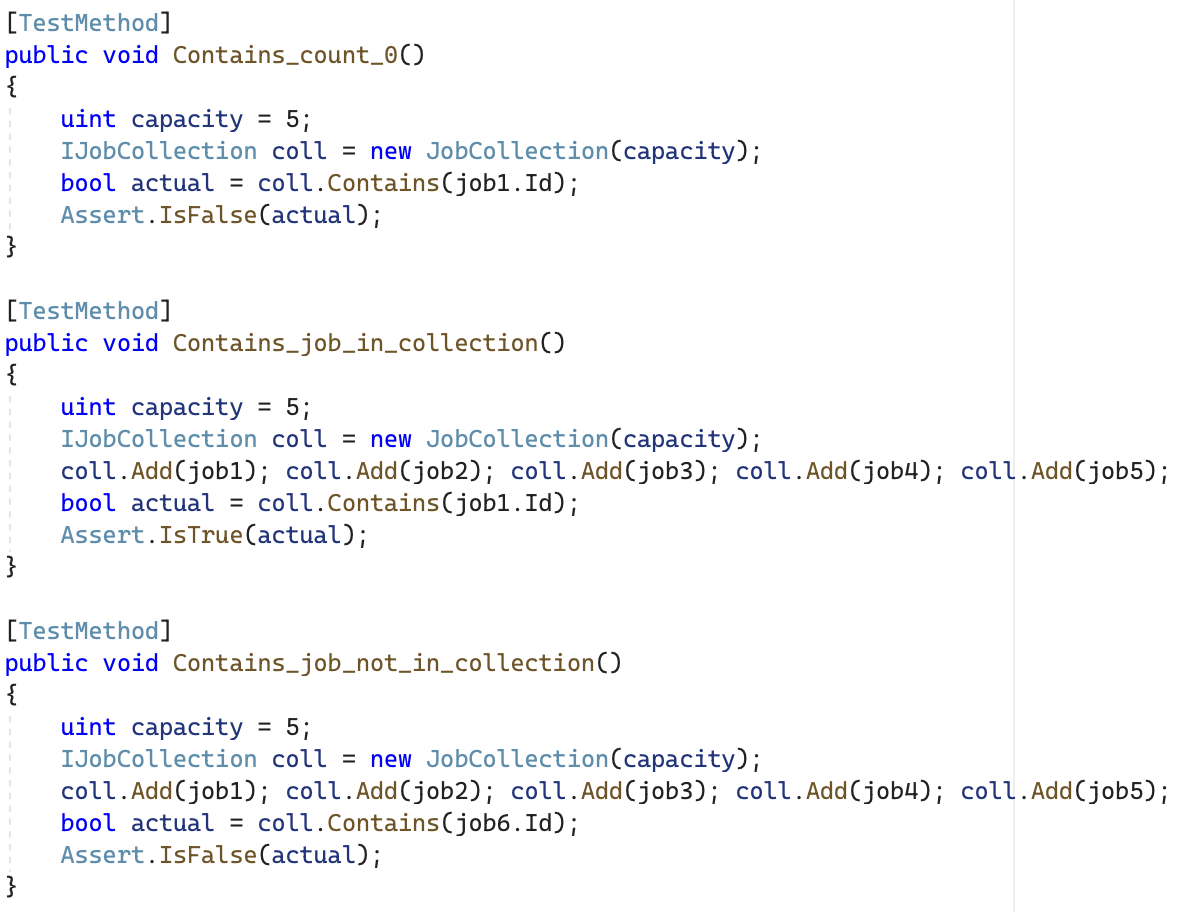 [TestMethod]
public void Contains_count_0()
{
    uint capacity = 5;
    IJobCollection coll = new JobCollection(capacity);
    bool actual = coll.Contains(job1.Id);
    Assert.IsFalse(actual);
}

[TestMethod]
public void Contains_job_in_collection()
{
    uint capacity = 5;
    IJobCollection coll = new JobCollection(capacity);
    coll.Add(job1); coll.Add(job2); coll.Add(job3); coll.Add(job4); coll.Add(job5);
    bool actual = coll.Contains(job1.Id);
    Assert.IsTrue(actual);
}

[TestMethod]
public void Contains_job_not_in_collection()
{
    uint capacity = 5;
    IJobCollection coll = new JobCollection(capacity);
    coll.Add(job1); coll.Add(job2); coll.Add(job3); coll.Add(job4); coll.Add(job5);
    bool actual = coll.Contains(job6.Id);
    Assert.IsFalse(actual);
}